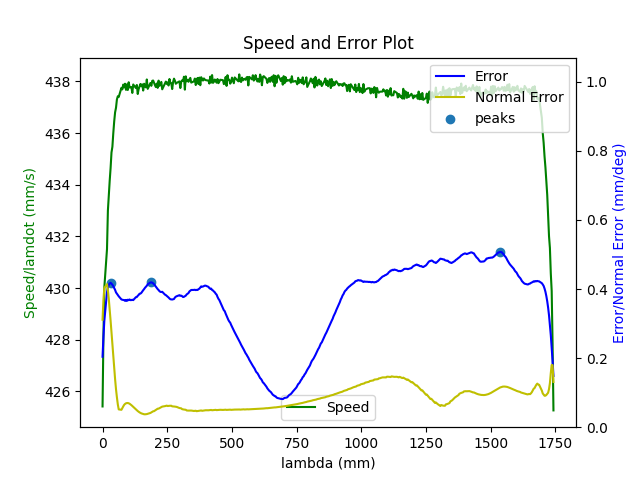 Speed and Error Plot
438
436
434
432
430
428
426
Speed/lamdot (mm/s)
0
250
500
750
1000
1250
1500
1750
lambda (mm)
1.0
0.8
0.6
0.4
0.2
0.0
Error/Normal Error (mm/deg)
Error
Normal Error
peaks
Speed